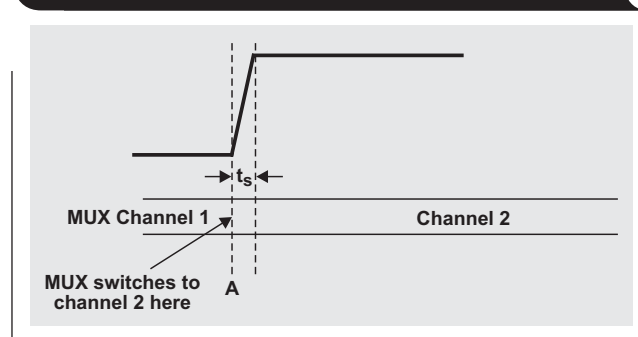 ts
MUX Channel 1
Channel 2
MUX switches to
channel 2 here
A